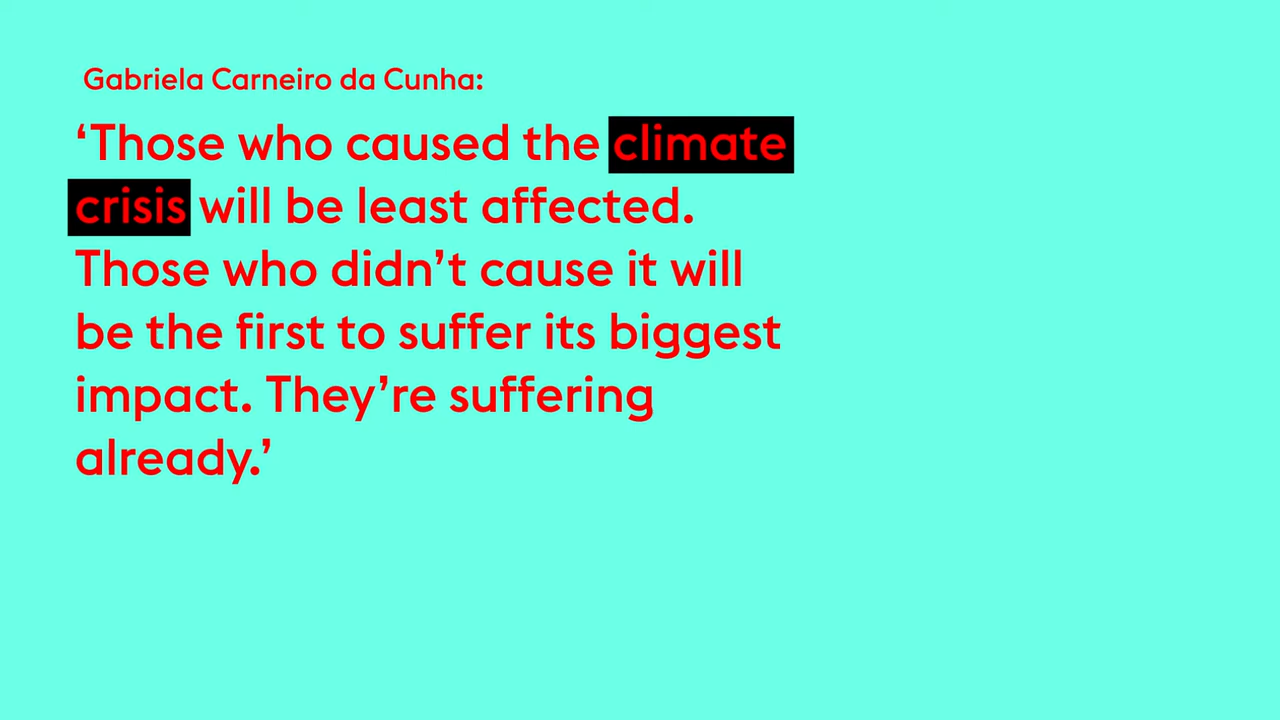 Gabriela Carneiro da Cunha:
‘Those who caused the climate
crisis will be least affected.
Those who didn’t cause it will
be the first to suffer its biggest
impact. They’re suffering
already.’